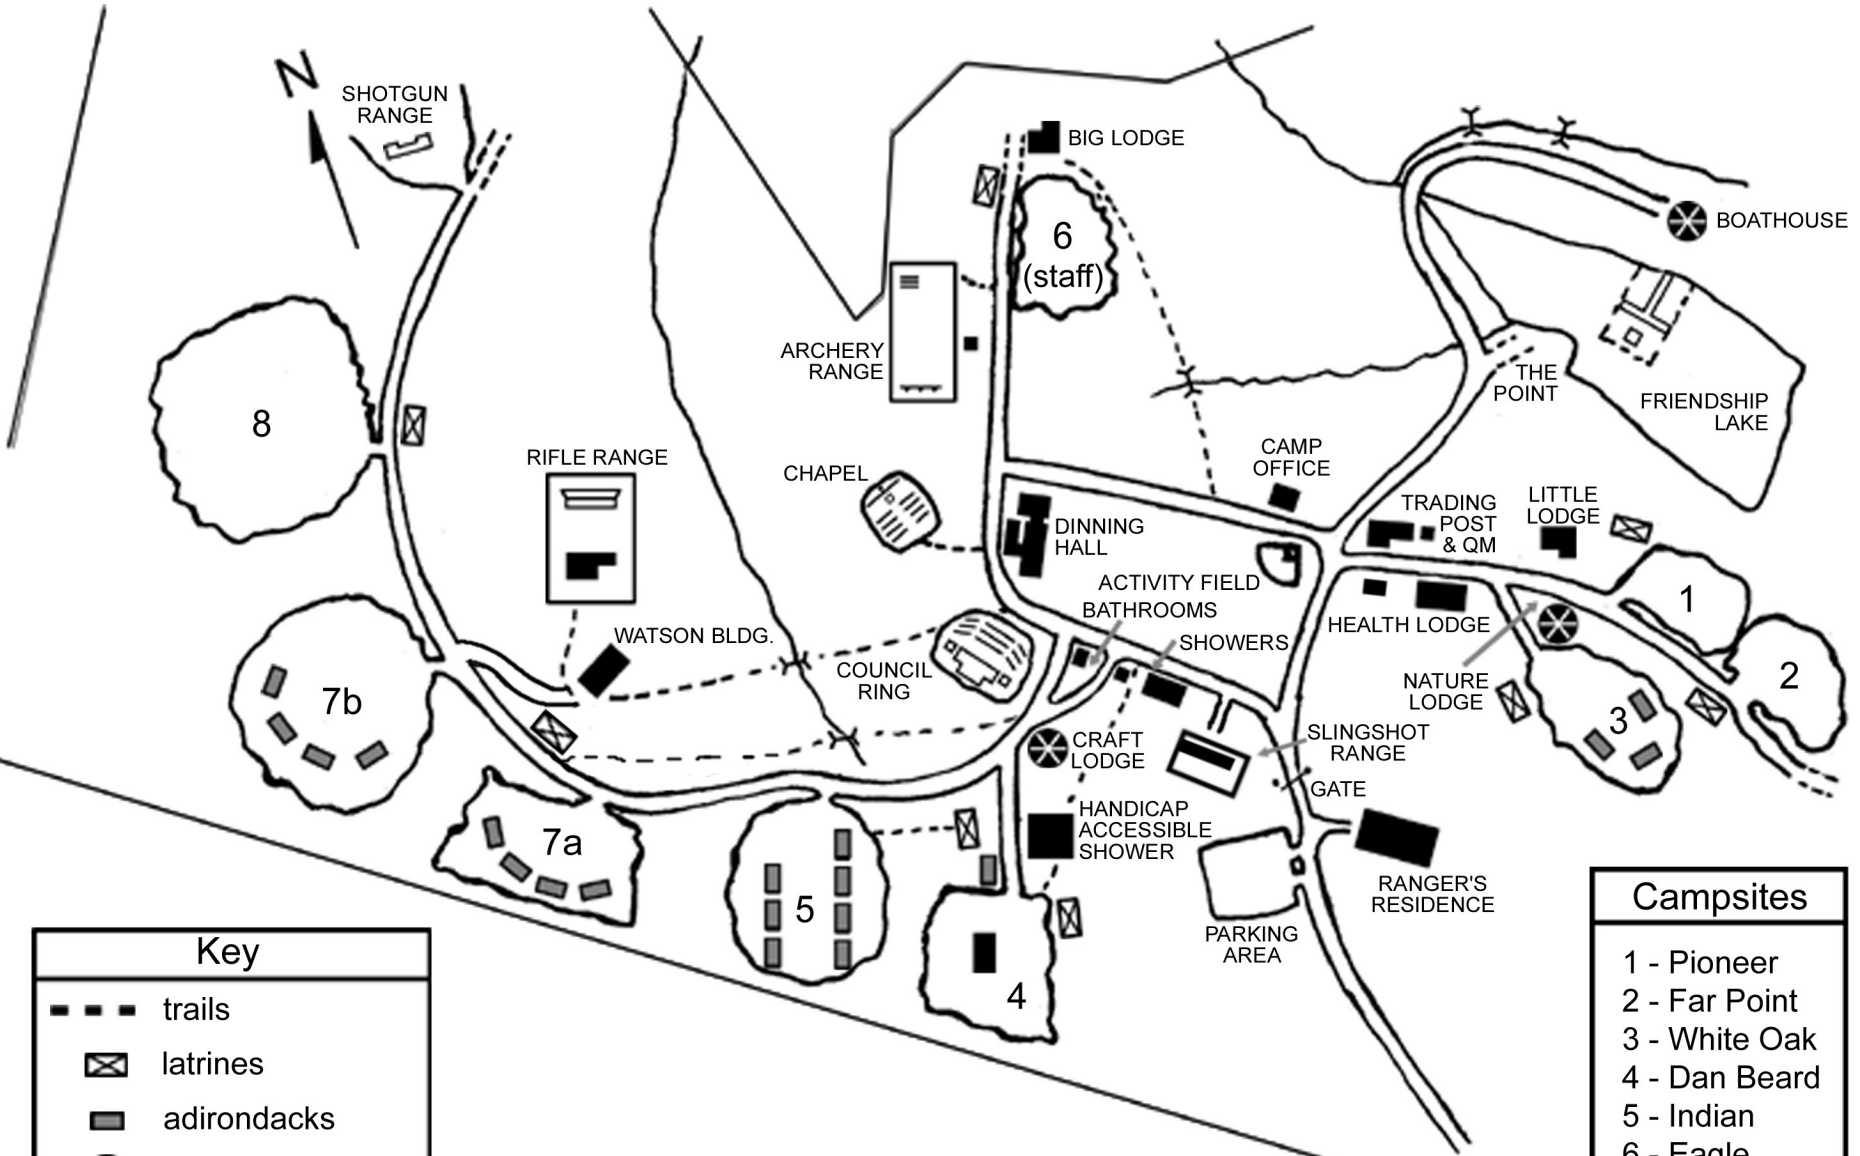 N
SHOTGUN
RANGE
BIG LODGE
BOATHOUSE
6
(staff)
ARCHERY
RANGE
THE
POINT
FRIENDSHIP
LAKE
8
RIFLE RANGE
CHAPEL
CAMP
OFFICE
TRADING
POST
& QM
LITTLE
LODGE
DINNING
HALL
ACTIVITY FIELD
BATHROOMS
SHOWERS
HEALTH LODGE
1
WATSON BLDG.
COUNCIL
RING
NATURE
LODGE
2
7b
3
CRAFT
LODGE
SLINGSHOT
RANGE
GATE
HANDICAP
ACCESSIBLE
SHOWER
7a
5
4
RANGER'S
RESIDENCE
PARKING
AREA
Key
trails
latrines
adirondacks
Campsites
1 - Pioneer
2 - Far Point
3 - White Oak
4 - Dan Beard
5 - Indian
6 - Eagle